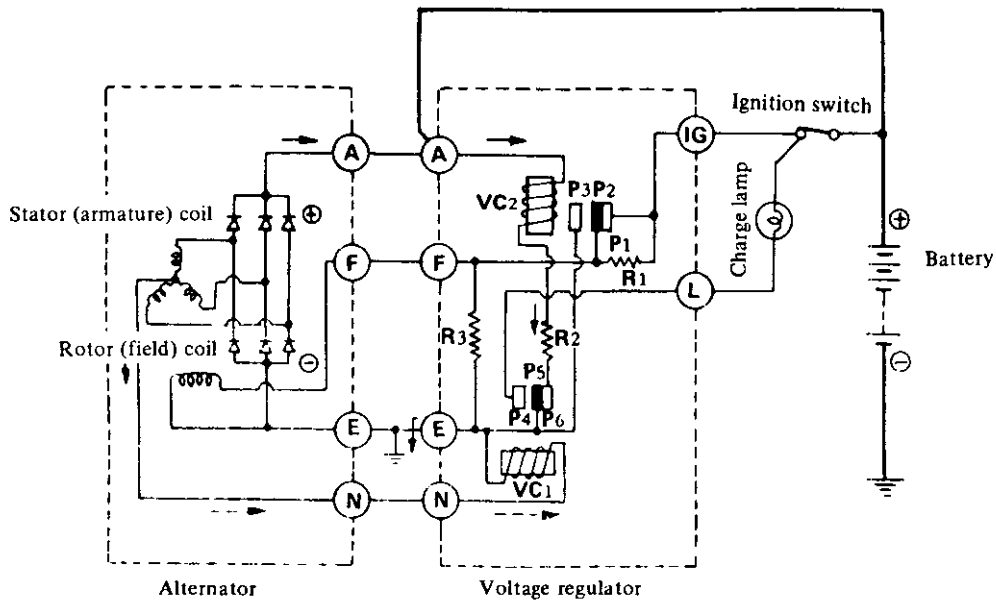 Ignition switch
A
A
IG
P3 P2
VC2
Stator (armature) coil
⊕
P1
Charge lamp
⊕
F
F
R1
Battery
L
R3
R2
Rotor (field) coil
⊖
⊖
P5
P4 P6
E
E
VC1
N
N
Alternator
Voltage regulator